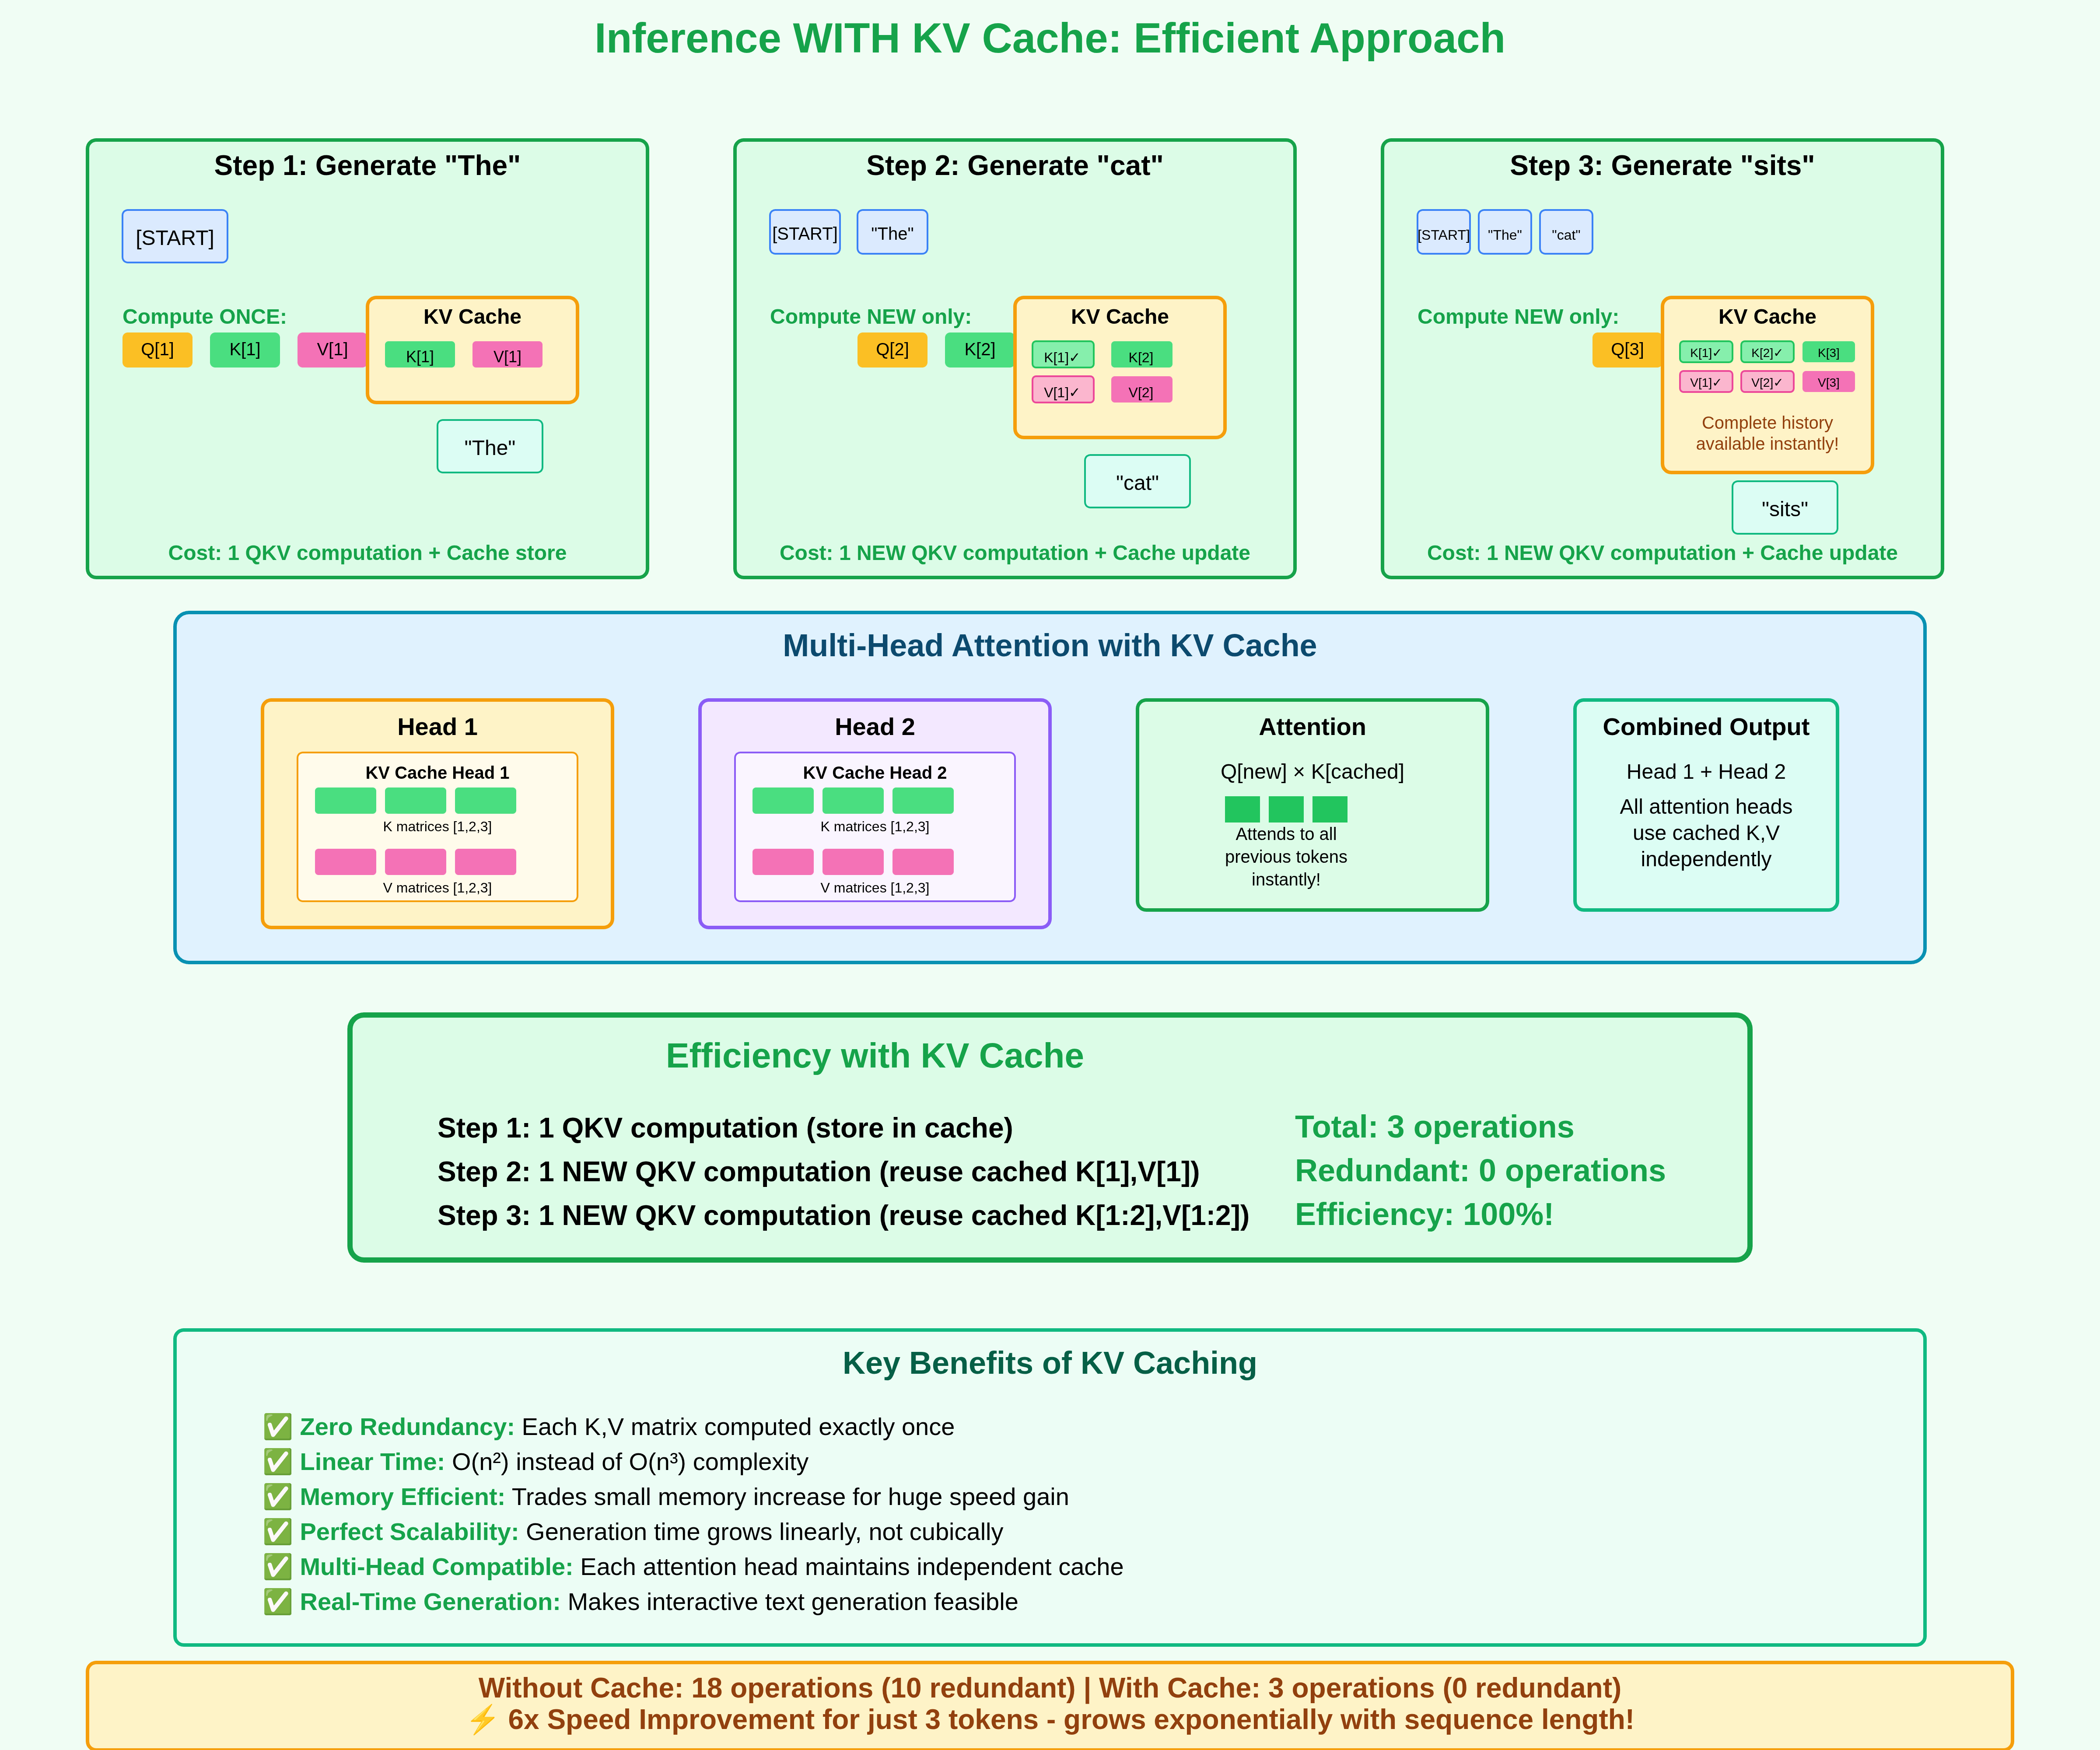 Inference WITH KV Cache: Efficient Approach
Step 1: Generate "The"
[START]
Compute ONCE:
Q[1] K[1] V[1]
KV Cache
K[1] V[1]
"The"
Cost: 1 QKV computation + Cache store
Step 2: Generate "cat"
[START] "The"
Compute NEW only:
Q[2] K[2]
KV Cache
K[1]✓ K[2]
V[1]✓ V[2]
"cat"
Cost: 1 NEW QKV computation + Cache update
Step 3: Generate "sits"
[START] "The" "cat"
Compute NEW only:
Q[3]
KV Cache
K[1]✓ K[2]✓ K[3]
V[1]✓ V[2]✓ V[3]
Complete history
available instantly!
"sits"
Cost: 1 NEW QKV computation + Cache update
Multi-Head Attention with KV Cache
Head 1
KV Cache Head 1
K matrices [1,2,3]
V matrices [1,2,3]
Head 2
KV Cache Head 2
K matrices [1,2,3]
V matrices [1,2,3]
Attention
Q[new] × K[cached]
Attends to all
previous tokens
instantly!
Combined Output
Head 1 + Head 2
All attention heads
use cached K,V
independently
Efficiency with KV Cache
Step 1: 1 QKV computation (store in cache)
Step 2: 1 NEW QKV computation (reuse cached K[1],V[1])
Step 3: 1 NEW QKV computation (reuse cached K[1:2],V[1:2])
Total: 3 operations
Redundant: 0 operations
Efficiency: 100%!
Key Benefits of KV Caching
✅ Zero Redundancy: Each K,V matrix computed exactly once
✅ Linear Time: O(n²) instead of O(n³) complexity
✅ Memory Efficient: Trades small memory increase for huge speed gain
✅ Perfect Scalability: Generation time grows linearly, not cubically
✅ Multi-Head Compatible: Each attention head maintains independent cache
✅ Real-Time Generation: Makes interactive text generation feasible
Without Cache: 18 operations (10 redundant) | With Cache: 3 operations (0 redundant)
⚡ 6x Speed Improvement for just 3 tokens - grows exponentially with sequence length!